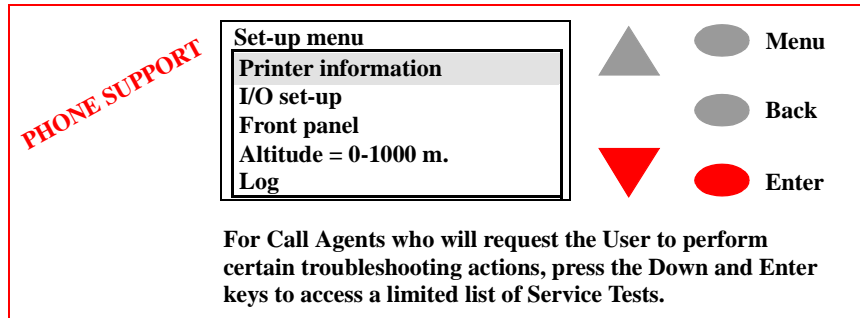 PHONE SUPPORT
Set-up menu
Printer information
I/O set-up
Front panel
Altitude = 0-1000 m.
Log
Menu
Back
Enter
For Call Agents who will request the User to perform
certain troubleshooting actions, press the Down and Enter
keys to access a limited list of Service Tests.